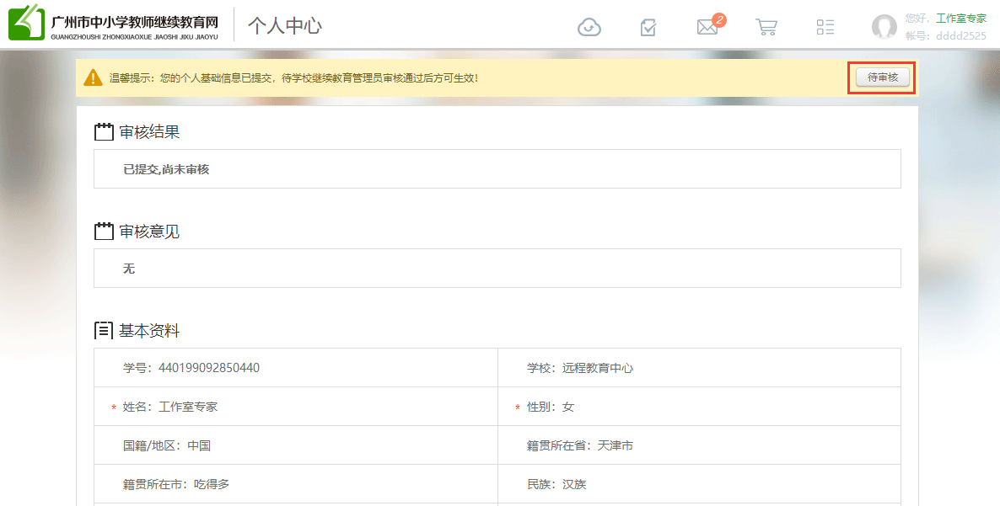 广州市中小学教师继续教育网
GUANGZHOUSHI ZHONGXIAOXUE JIAOSHI JIXU JIAOYU
个人中心
2
您好，工作室专家
帐号：dddd2525
温馨提示：您的个人基础信息已提交，待学校继续教育管理员审核通过后方可生效！
待审核
审核结果
已提交,尚未审核
审核意见
无
基本资料
学号：440199092850440
学校：远程教育中心
* 姓名：工作室专家
* 性别：女
国籍/地区：中国
籍贯所在省：天津市
籍贯所在市：吃得多
民族：汉族